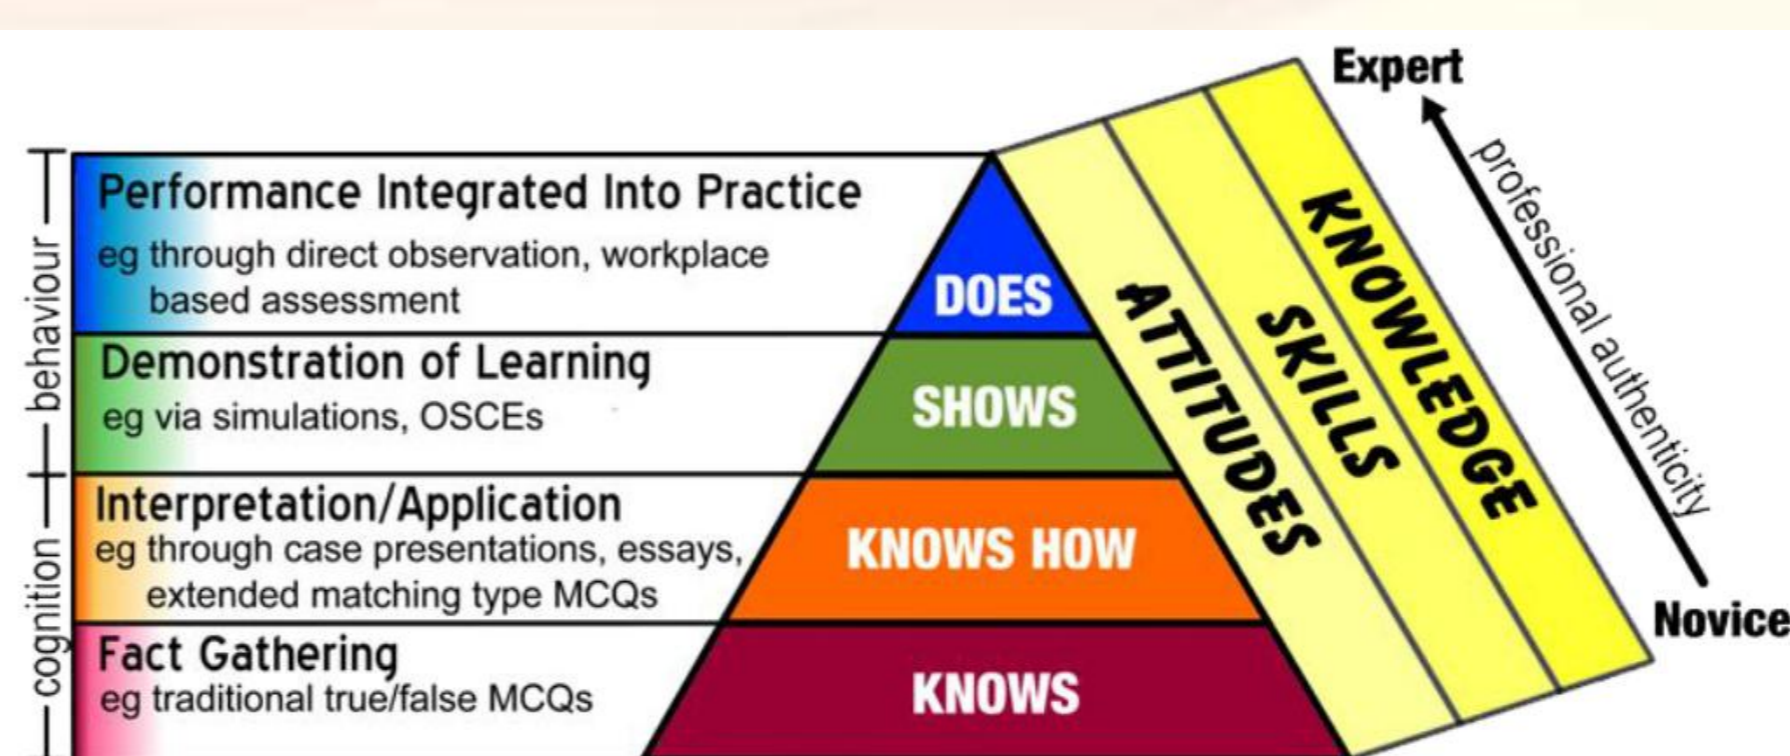 Expert
professional authenticity
Novice
KNOWLEDGE
SKILLS
ATTITUDES
behaviour
Performance Integrated Into Practice
eg through direct observation, workplace
based assessment
DOES
Demonstration of Learning
eg via simulations, OSCEs
SHOWS
cognition
Interpretation/Application
eg through case presentations, essays,
extended matching type MCQs
KNOWS HOW
Fact Gathering
eg traditional true/false MCQs
KNOWS